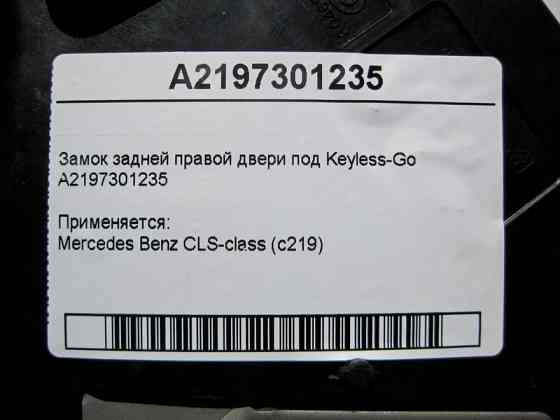 A2197301235
Замок задней правой двери под Keyless-Go
A2197301235
Применяется:
Mercedes Benz CLS-class (c219)